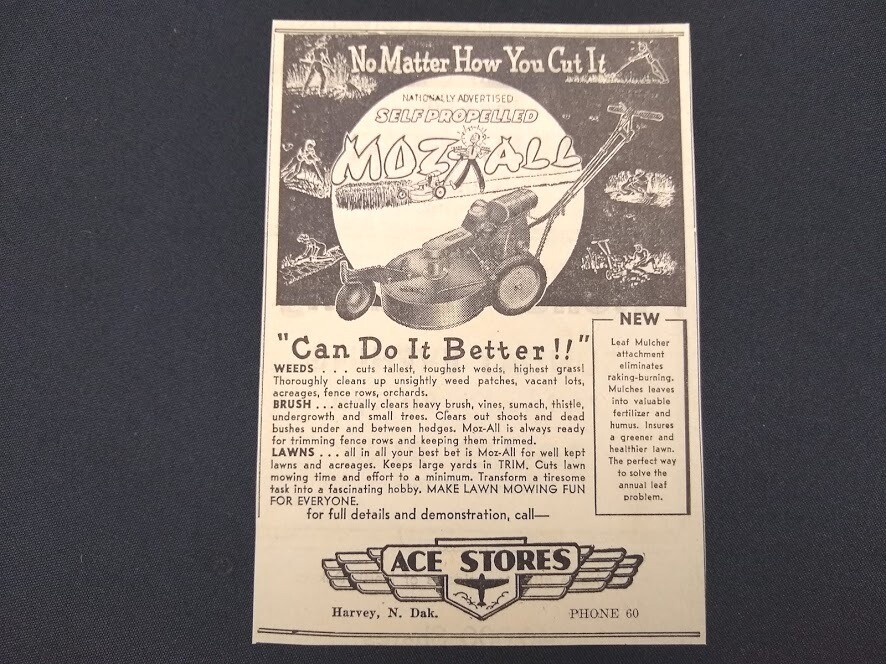 No Matter How You Cut It
NATIONALLY ADVERTISED
SELF PROPELLED
MOZ ALL
"Can Do It Better!!"
WEEDS . . . cuts tallest, toughest weeds, highest grass!
Thoroughly cleans up unsightly weed patches, vacant lots,
acreages, fence rows, orchards.
BRUSH . . . actually clears heavy brush, vines, sumach, thistle,
undergrowth and small trees. Clears out shoots and dead
bushes under and between hedges. Moz-All is always ready
for trimming fence rows and keeping them trimmed.
LAWNS . . . all in all your best bet is Moz-All for well kept
lawns and acreages. Keeps large yards in TRIM. Cuts lawn
mowing time and effort to a minimum. Transform a tiresome
task into a fascinating hobby. MAKE LAWN MOWING FUN
FOR EVERYONE.
for full details and demonstration, call—
NEW
Leaf Mulcher
attachment
eliminates
raking-burning.
Mulches leaves
into valuable
fertilizer and
humus. Insures
a greener and
healthier lawn.
The perfect way
to solve the
annual leaf
problem.
ACE STORES
Harvey, N. Dak.
PHONE 60